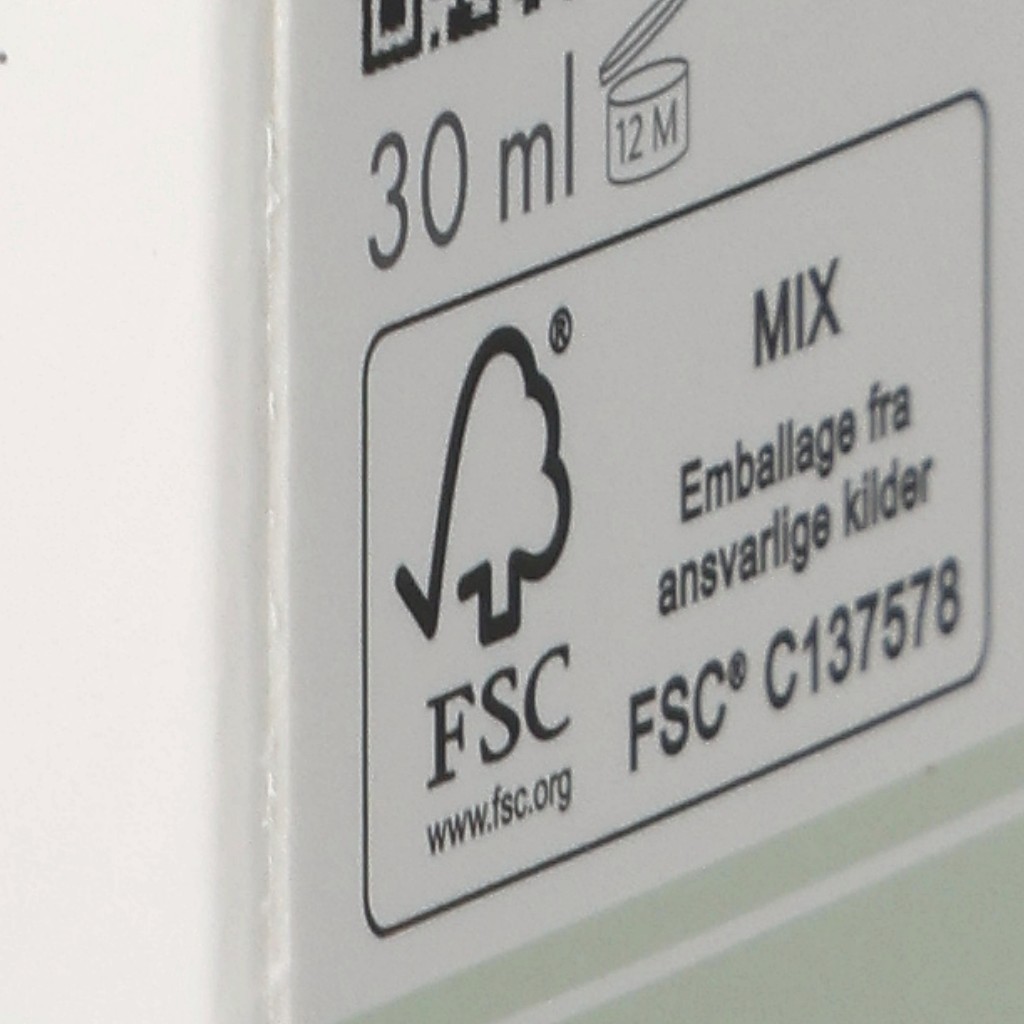 30 ml
12 M
®
MIX
Emballage fra
ansvarlige kilder
FSC® C137578
FSC
www.fsc.org